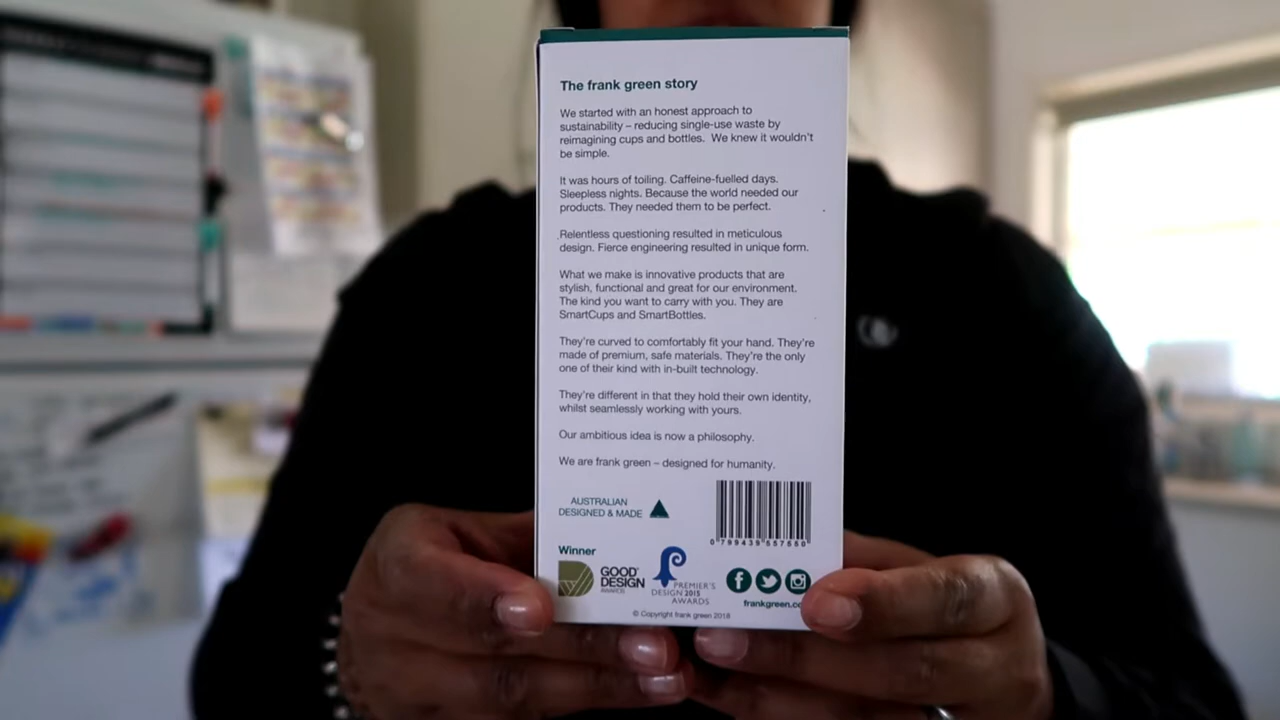 The frank green story
We started with an honest approach to
sustainability – reducing single-use waste by
reimagining cups and bottles. We knew it wouldn't
be simple.
It was hours of toiling. Caffeine-fuelled days.
Sleepless nights. Because the world needed our
products. They needed them to be perfect.
Relentless questioning resulted in meticulous
design. Fierce engineering resulted in unique form.
What we make is innovative products that are
stylish, functional and great for our environment.
The kind you want to carry with you. They are
SmartCups and SmartBottles.
They're curved to comfortably fit your hand. They're
made of premium, safe materials. They're the only
one of their kind with in-built technology.
They're different in that they hold their own identity,
whilst seamlessly working with yours.
Our ambitious idea is now a philosophy.
We are frank green – designed for humanity.
AUSTRALIAN
DESIGNED & MADE
Winner
GOOD
DESIGN
AWARDS
PREMIER'S
DESIGN 2015
AWARDS
frankgreen.co
© Copyright frank green 2018